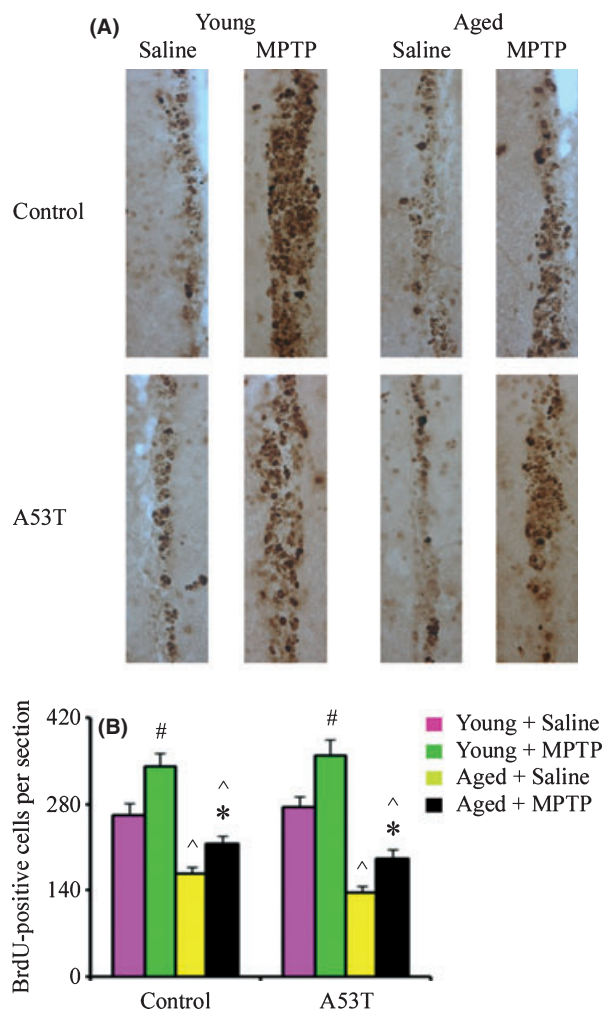 (A)
Young Aged
Saline MPTP Saline MPTP
Control
A53T
(B)
BrdU-positive cells per section
420
280
140
0
#
^
^
*
#
^
^
*
Control A53T
Young + Saline
Young + MPTP
Aged + Saline
Aged + MPTP